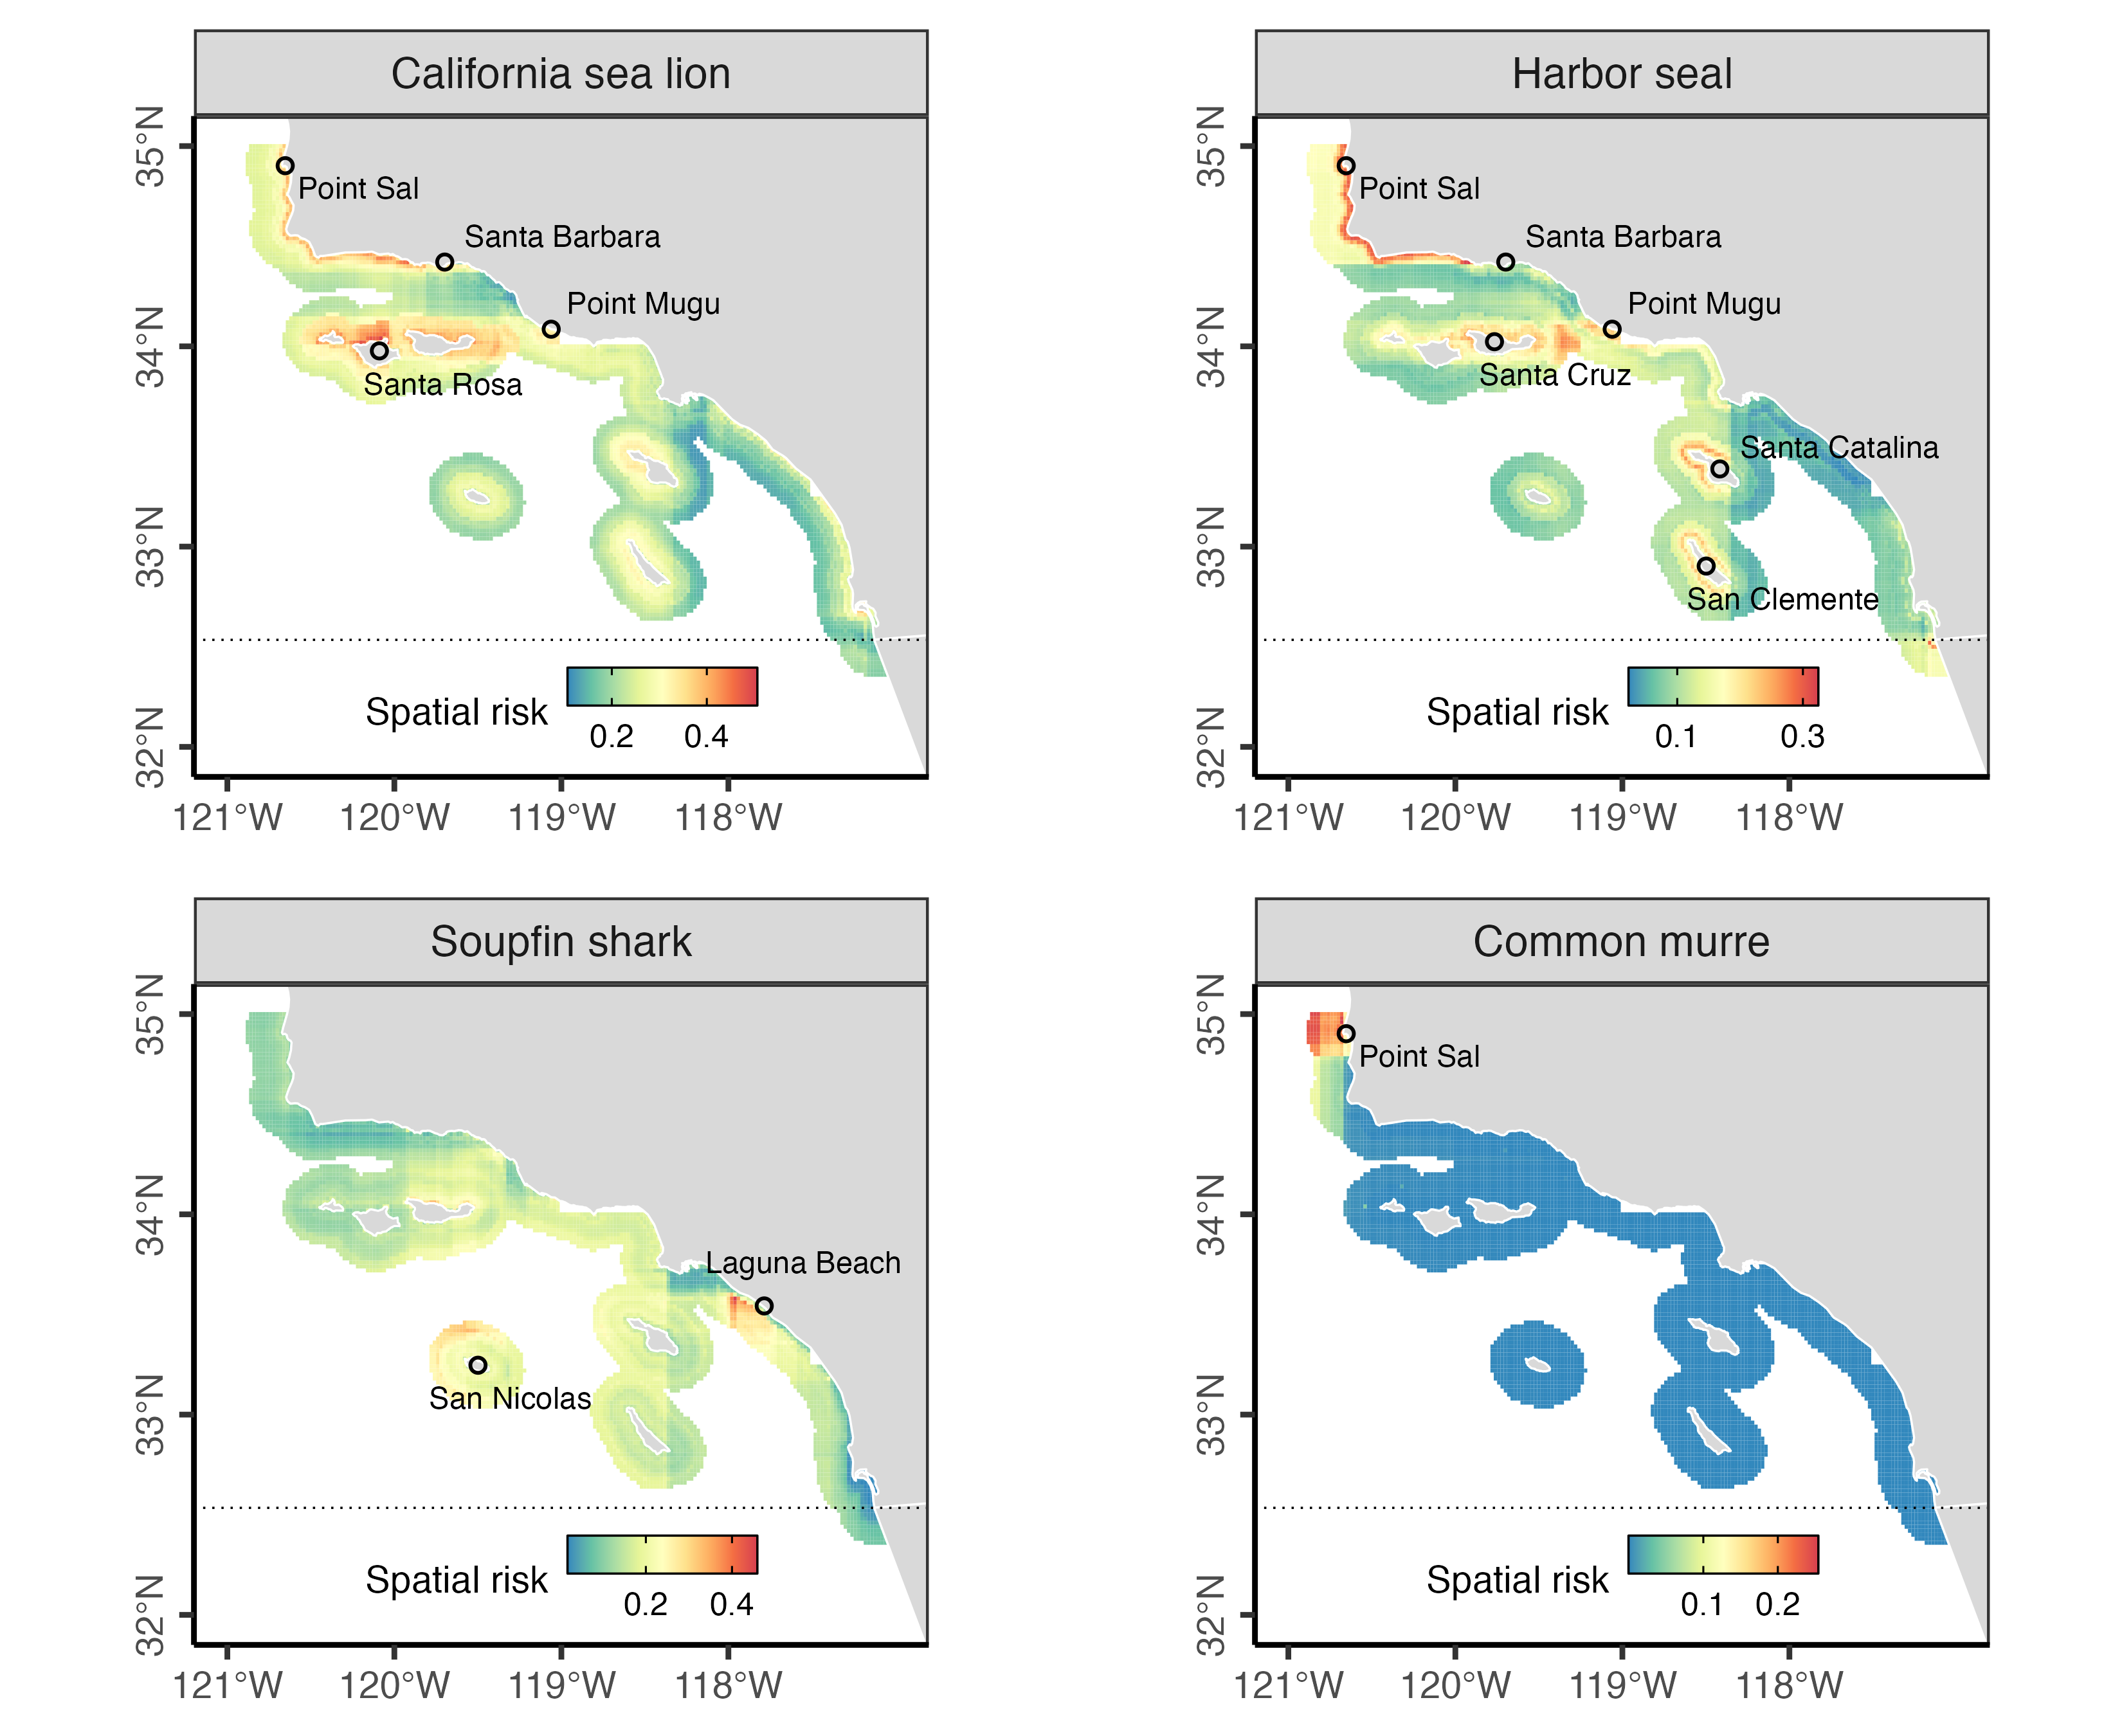 California sea lion
35°N
34°N
33°N
32°N
Point Sal
Santa Barbara
Point Mugu
Santa Rosa
Spatial risk
0.2
0.4
121°W
120°W
119°W
118°W
Harbor seal
35°N
34°N
33°N
32°N
Point Sal
Santa Barbara
Point Mugu
Santa Cruz
Santa Catalina
San Clemente
Spatial risk
0.1
0.3
121°W
120°W
119°W
118°W
Soupfin shark
35°N
34°N
33°N
32°N
Laguna Beach
San Nicolas
Spatial risk
0.2
0.4
121°W
120°W
119°W
118°W
Common murre
35°N
34°N
33°N
32°N
Point Sal
Spatial risk
0.1
0.2
121°W
120°W
119°W
118°W